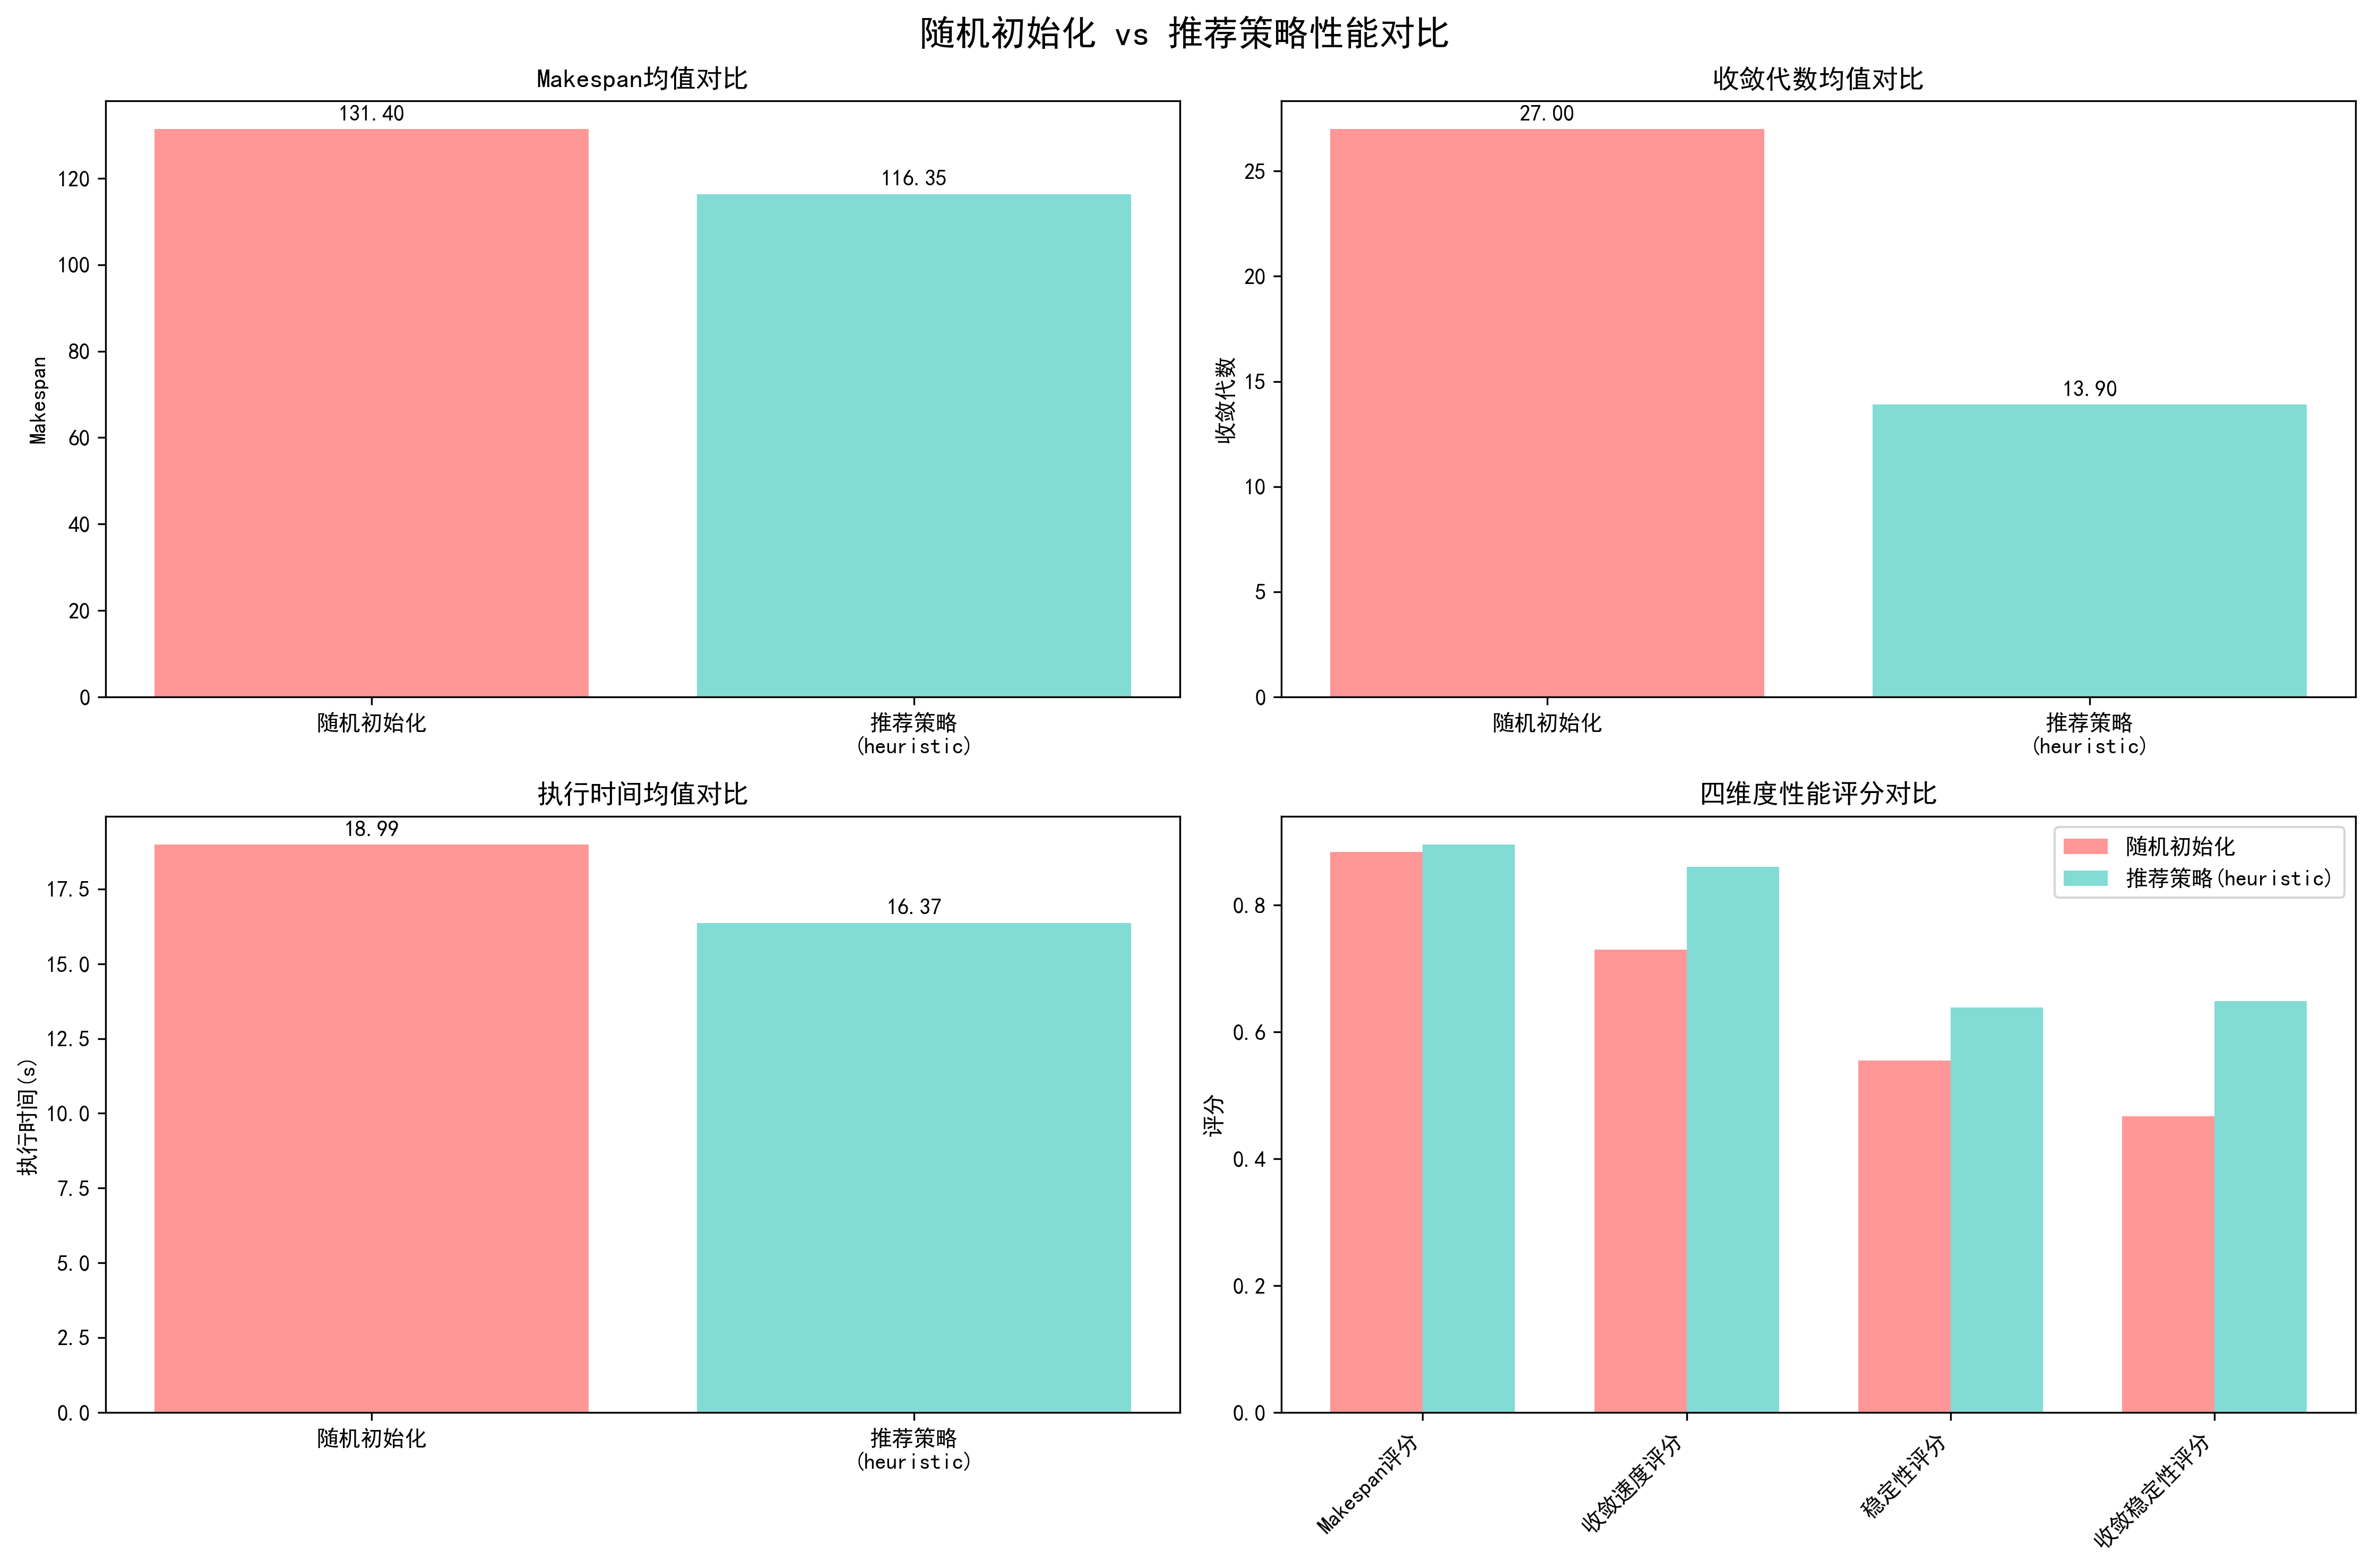 随机初始化 vs 推荐策略性能对比
Makespan均值对比
131.40
116.35
120
100
80
60
40
20
0
Makespan
随机初始化
推荐策略
(heuristic)
收敛代数均值对比
27.00
13.90
25
20
15
10
5
0
收敛代数
随机初始化
推荐策略
(heuristic)
执行时间均值对比
18.99
16.37
17.5
15.0
12.5
10.0
7.5
5.0
2.5
0.0
执行时间(s)
随机初始化
推荐策略
(heuristic)
四维度性能评分对比
随机初始化
推荐策略(heuristic)
0.8
0.6
0.4
0.2
0.0
评分
Makespan评分
收敛速度评分
稳定性评分
收敛稳定性评分